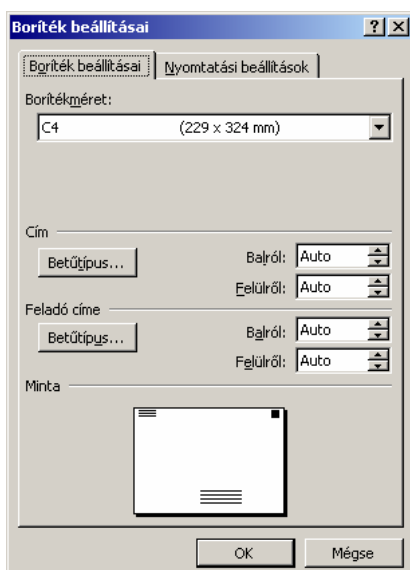 Boríték beállításai
Boríték beállításai Nyomtatási beállítások
Borítékméret:
C4 (229 x 324 mm)
Cím
Betűtípus... Balról: Auto
Felülről: Auto
Feladó címe
Betűtípus... Balról: Auto
Felülről: Auto
Minta
OK Mégse